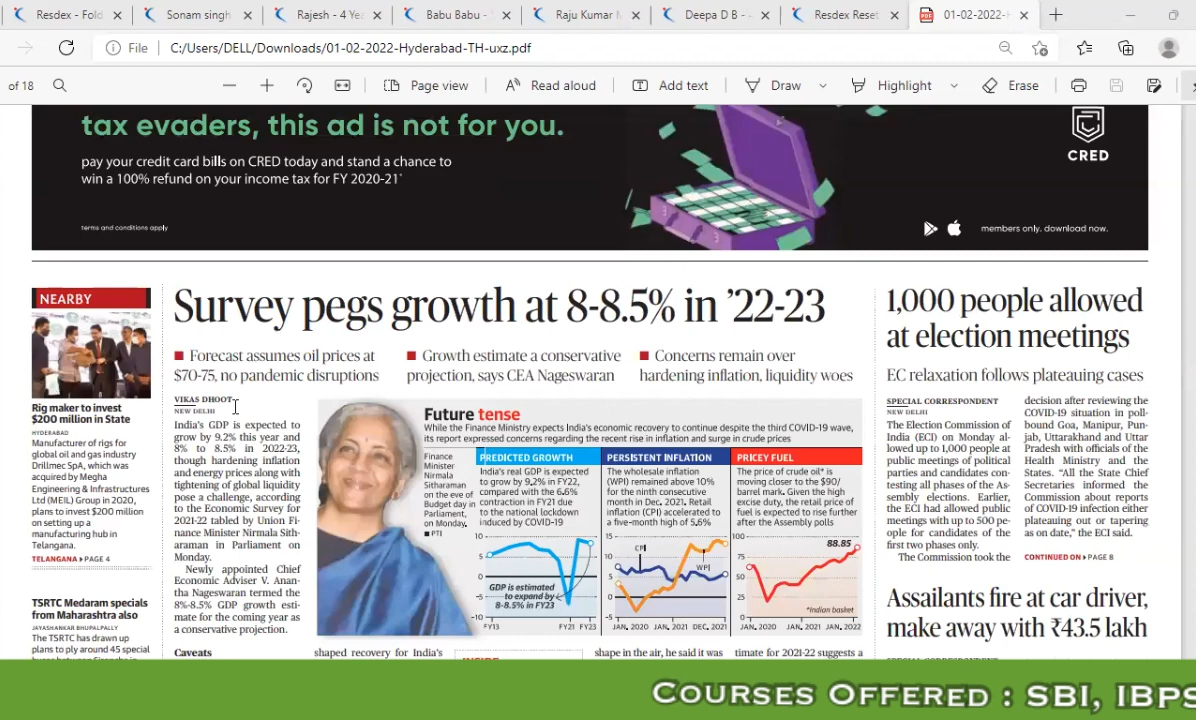 Resdex - Fold
Sonam singh
Rajesh - 4 Ye
Babu Babu -
Raju Kumar
Deepa D B -
Resdex Reset
01-02-2022-
File C:/Users/DELL/Downloads/01-02-2022-Hyderabad-TH-uxz.pdf
of 18
Page view
Read aloud
Add text
Draw
Highlight
Erase
tax evaders, this ad is not for you.
pay your credit card bills on CRED today and stand a chance to
win a 100% refund on your income tax for FY 2020-21*
terms and conditions apply
CRED
members only. download now.
NEARBY
Rig maker to invest
$200 million in State
HYDERABAD
Manufacturer of rigs for
global oil and gas industry
Drillmec SpA, which was
acquired by Megha
Engineering & Infrastructures
Ltd (MEIL) Group in 2020,
plans to invest $200 million
on setting up a
manufacturing hub in
Telangana.
TELANGANA PAGE 4
TSRTC Medaram specials
from Maharashtra also
JAYASHANKAR BHUPALPALLY
The TSRTC has drawn up
plans to ply around 45 special
Survey pegs growth at 8-8.5% in ’22-23
Forecast assumes oil prices at
$70-75, no pandemic disruptions
Growth estimate a conservative
projection, says CEA Nageswaran
Concerns remain over
hardening inflation, liquidity woes
VIKAS DHOOT
NEW DELHI
India’s GDP is expected to
grow by 9.2% this year and
8% to 8.5% in 2022-23,
though hardening inflation
and energy prices along with
tightening of global liquidity
pose a challenge, according
to the Economic Survey for
2021-22 tabled by Union Fi-
nance Minister Nirmala Sith-
araman in Parliament on
Monday.
Newly appointed Chief
Economic Adviser V. Anan-
tha Nageswaran termed the
8%-8.5% GDP growth esti-
mate for the coming year as
a conservative projection.
Caveats
Future tense
While the Finance Ministry expects India’s economic recovery to continue despite the third COVID-19 wave,
its report expressed concerns regarding the recent rise in inflation and surge in crude prices
Finance
Minister
Nirmala
Sitharaman
on the eve of
Budget day in
Parliament,
on Monday.
PTI
PREDICTED GROWTH
India’s real GDP is expected
to grow by 9.2% in FY22,
compared with the 6.6%
contraction in FY21 due
to the national lockdown
induced by COVID-19
10
5
0
-5
-10
GDP is estimated
to expand by
8-8.5% in FY23
FY13 FY21 FY23
PERSISTENT INFLATION
The wholesale inflation
(WPI) remained above 10%
for the ninth consecutive
month in Dec, 2021. Retail
inflation (CPI) accelerated to
a five-month high of 5.6%
15
10
5
0
-5
CPI
WPI
JAN, 2020 JAN, 2021 DEC, 2021
PRICEY FUEL
The price of crude oil* is
moving closer to the $90/
barrel mark. Given the
high excise duty, the retail price of
fuel is expected to rise further
after the Assembly polls
100
75
50
25
0
88.85
*Indian basket
JAN, 2020 JAN, 2021 JAN, 2022
shaped recovery for India’s
shape in the air, he said it was
timate for 2021-22 suggests a
1,000 people allowed
at election meetings
EC relaxation follows plateauing cases
SPECIAL CORRESPONDENT
NEW DELHI
The Election Commission of
India (ECI) on Monday al-
lowed up to 1,000 people at
public meetings of political
parties and candidates con-
testing all phases of the As-
sembly elections. Earlier,
the ECI had allowed public
meetings with up to 500 pe-
ople for candidates of the
first two phases only.
The Commission took the
decision after reviewing the
COVID-19 situation in poll-
bound Goa, Manipur, Pun-
jab, Uttarakhand and Uttar
Pradesh with officials of the
Health Ministry and the
States. “All the State Chief
Secretaries informed the
Commission about reports
of COVID-19 infection either
plateauing out or tapering
as on date,” the ECI said.
CONTINUED ON PAGE 8
Assailants fire at car driver,
make away with ₹43.5 lakh
COURSES OFFERED : SBI, IBPS